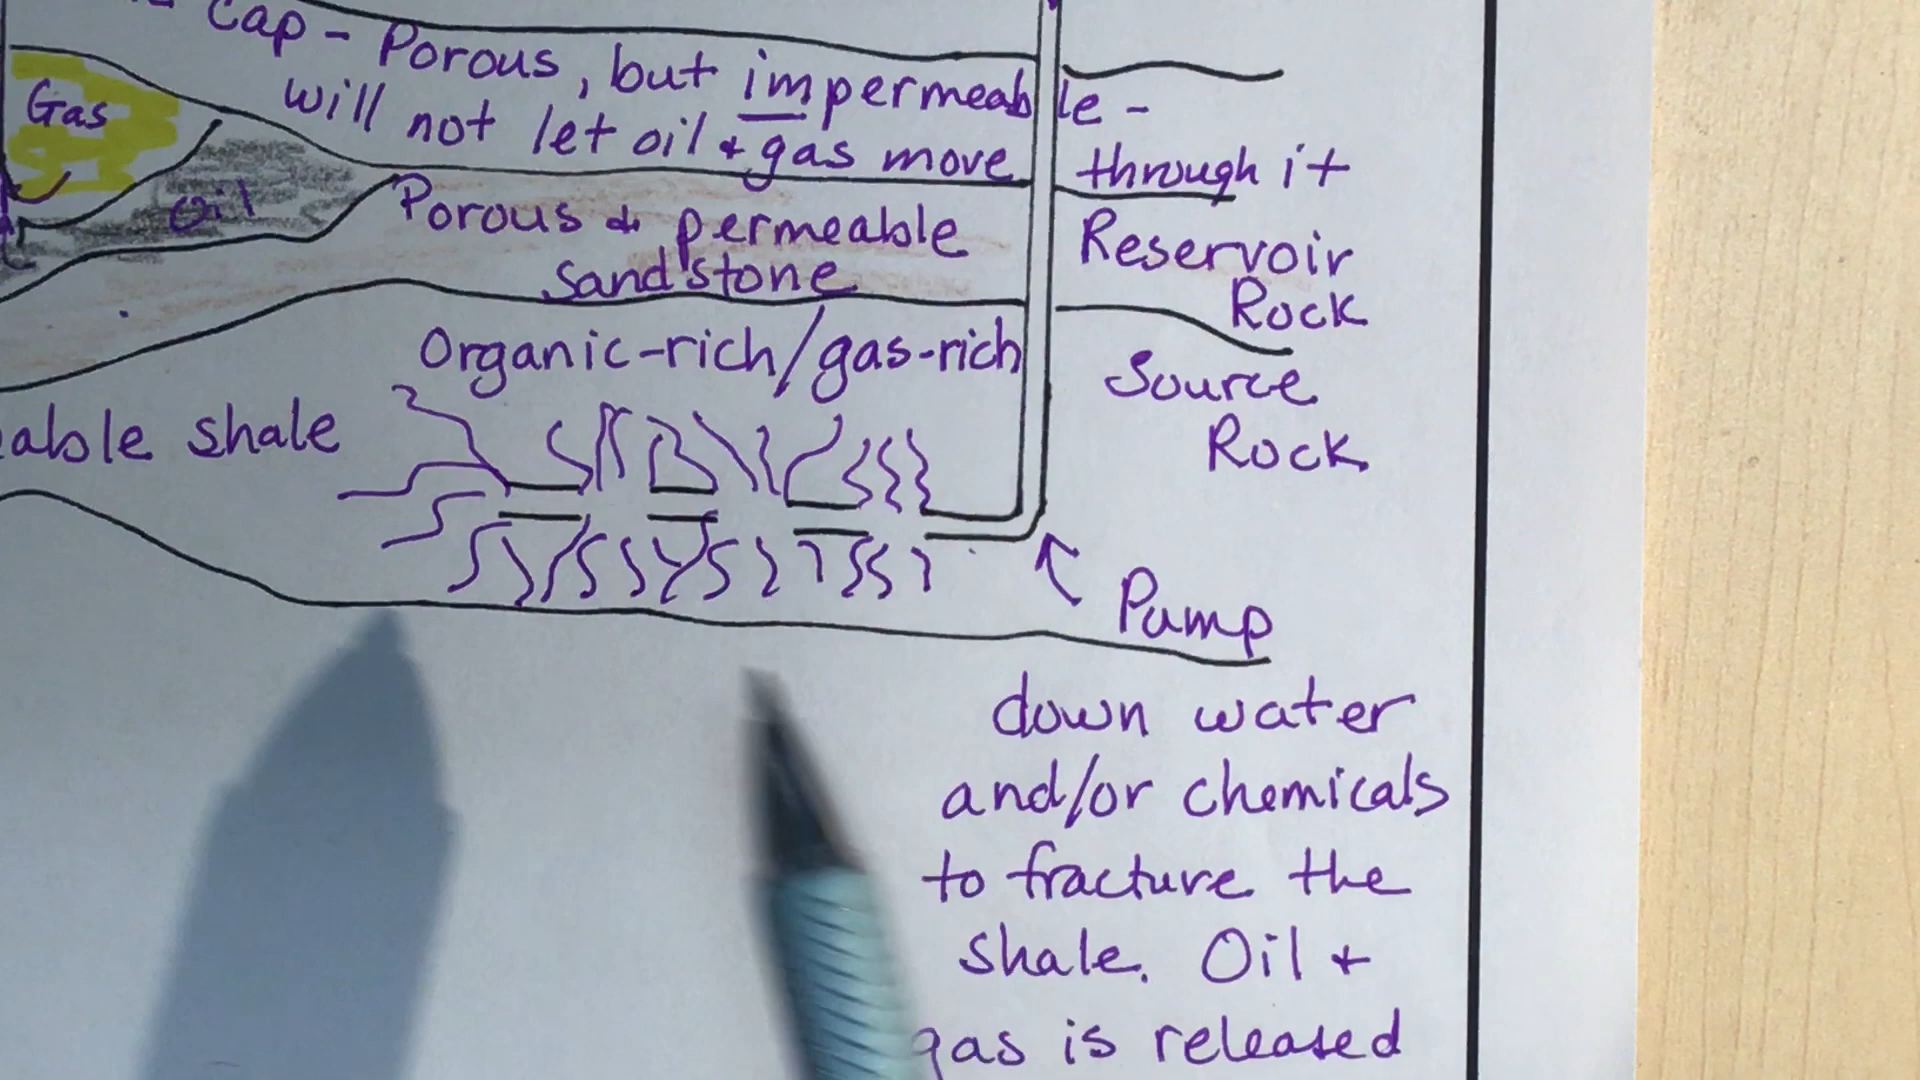 Cap - Porous, but impermeable -
will not let oil + gas move through it
Gas
Oil
Porous + permeable
sandstone
Reservoir
Rock
Organic-rich/gas-rich
shale
Source
Rock
Pump
down water
and/or chemicals
to fracture the
shale. Oil +
gas is released